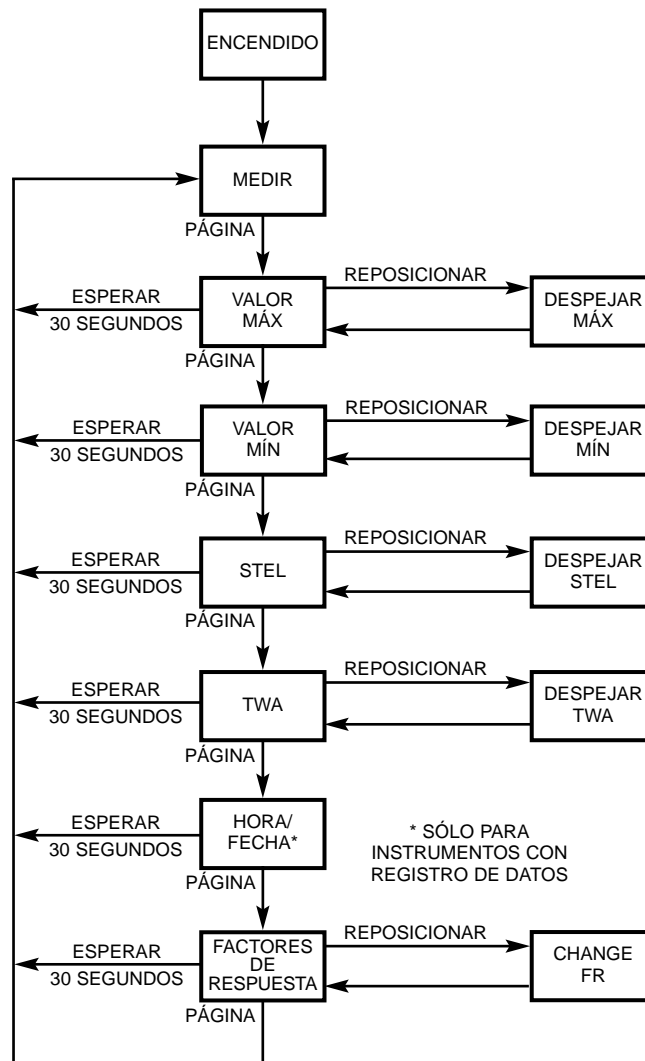 ENCENDIDO
MEDIR
PÁGINA
ESPERAR
30 SEGUNDOS
VALOR
MÁX
REPOSICIONAR
DESPEJAR
MÁX
PÁGINA
ESPERAR
30 SEGUNDOS
VALOR
MÍN
REPOSICIONAR
DESPEJAR
MÍN
PÁGINA
ESPERAR
30 SEGUNDOS
STEL
REPOSICIONAR
DESPEJAR
STEL
PÁGINA
ESPERAR
30 SEGUNDOS
TWA
REPOSICIONAR
DESPEJAR
TWA
PÁGINA
ESPERAR
30 SEGUNDOS
HORA/
FECHA*
* SÓLO PARA
INSTRUMENTOS CON
REGISTRO DE DATOS
PÁGINA
ESPERAR
30 SEGUNDOS
FACTORES
DE
RESPUESTA
REPOSICIONAR
CHANGE
FR
PÁGINA